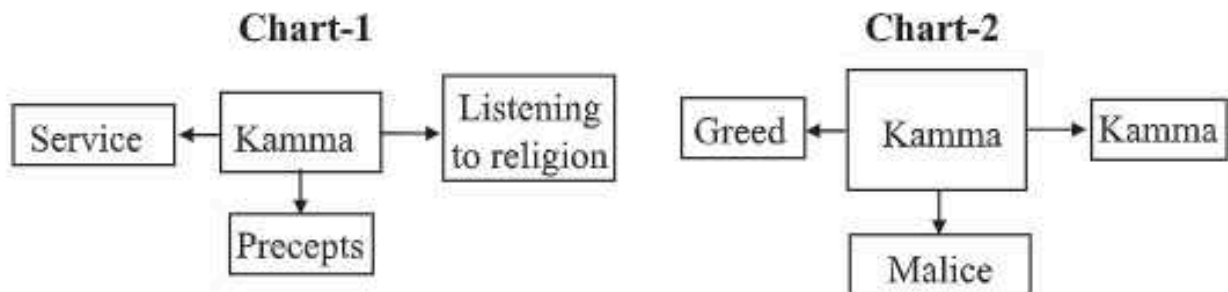 Chart-1
Service
Kamma
Listening
to religion
Precepts
Chart-2
Greed
Kamma
Kamma
Malice